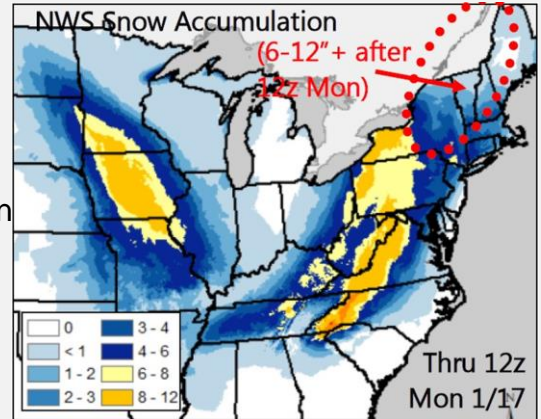 NWS Snow Accumulation
(6-12"+ after
12z Mon)
n
0
< 1
1 - 2
2 - 3
3 - 4
4 - 6
6 - 8
8 - 12
Thru 12z
Mon 1/17